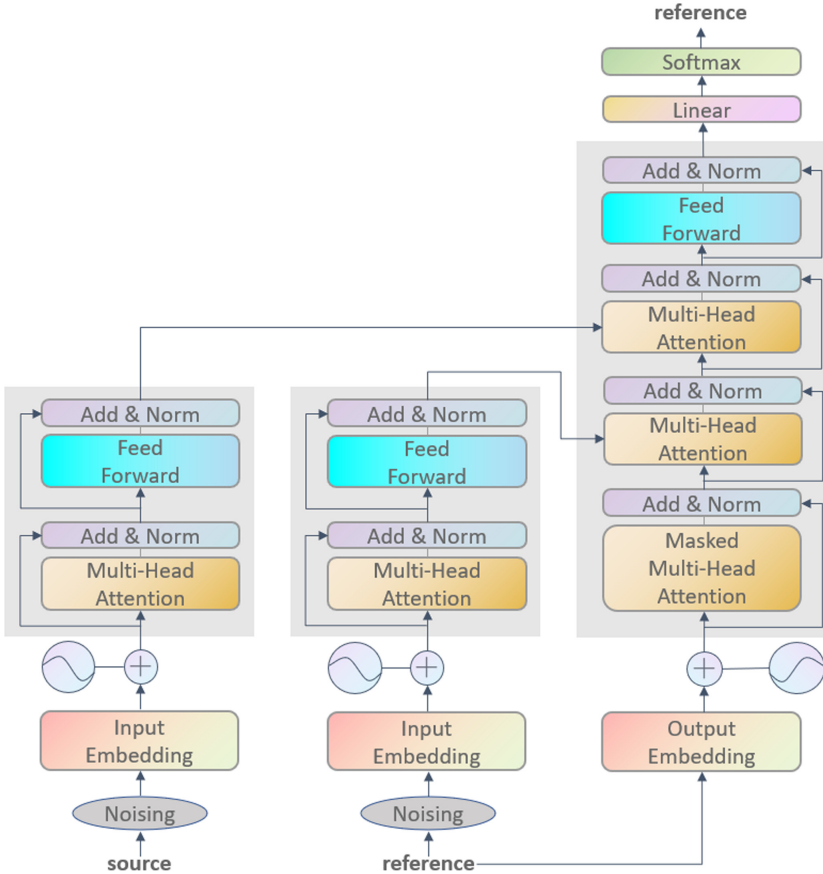 reference
Softmax
Linear
Add & Norm
Feed
Forward
Add & Norm
Multi-Head
Attention
Add & Norm
Multi-Head
Attention
Add & Norm
Masked
Multi-Head
Attention
Output
Embedding
Add & Norm
Feed
Forward
Add & Norm
Multi-Head
Attention
Input
Embedding
Noising
source
Add & Norm
Feed
Forward
Add & Norm
Multi-Head
Attention
Input
Embedding
Noising
reference